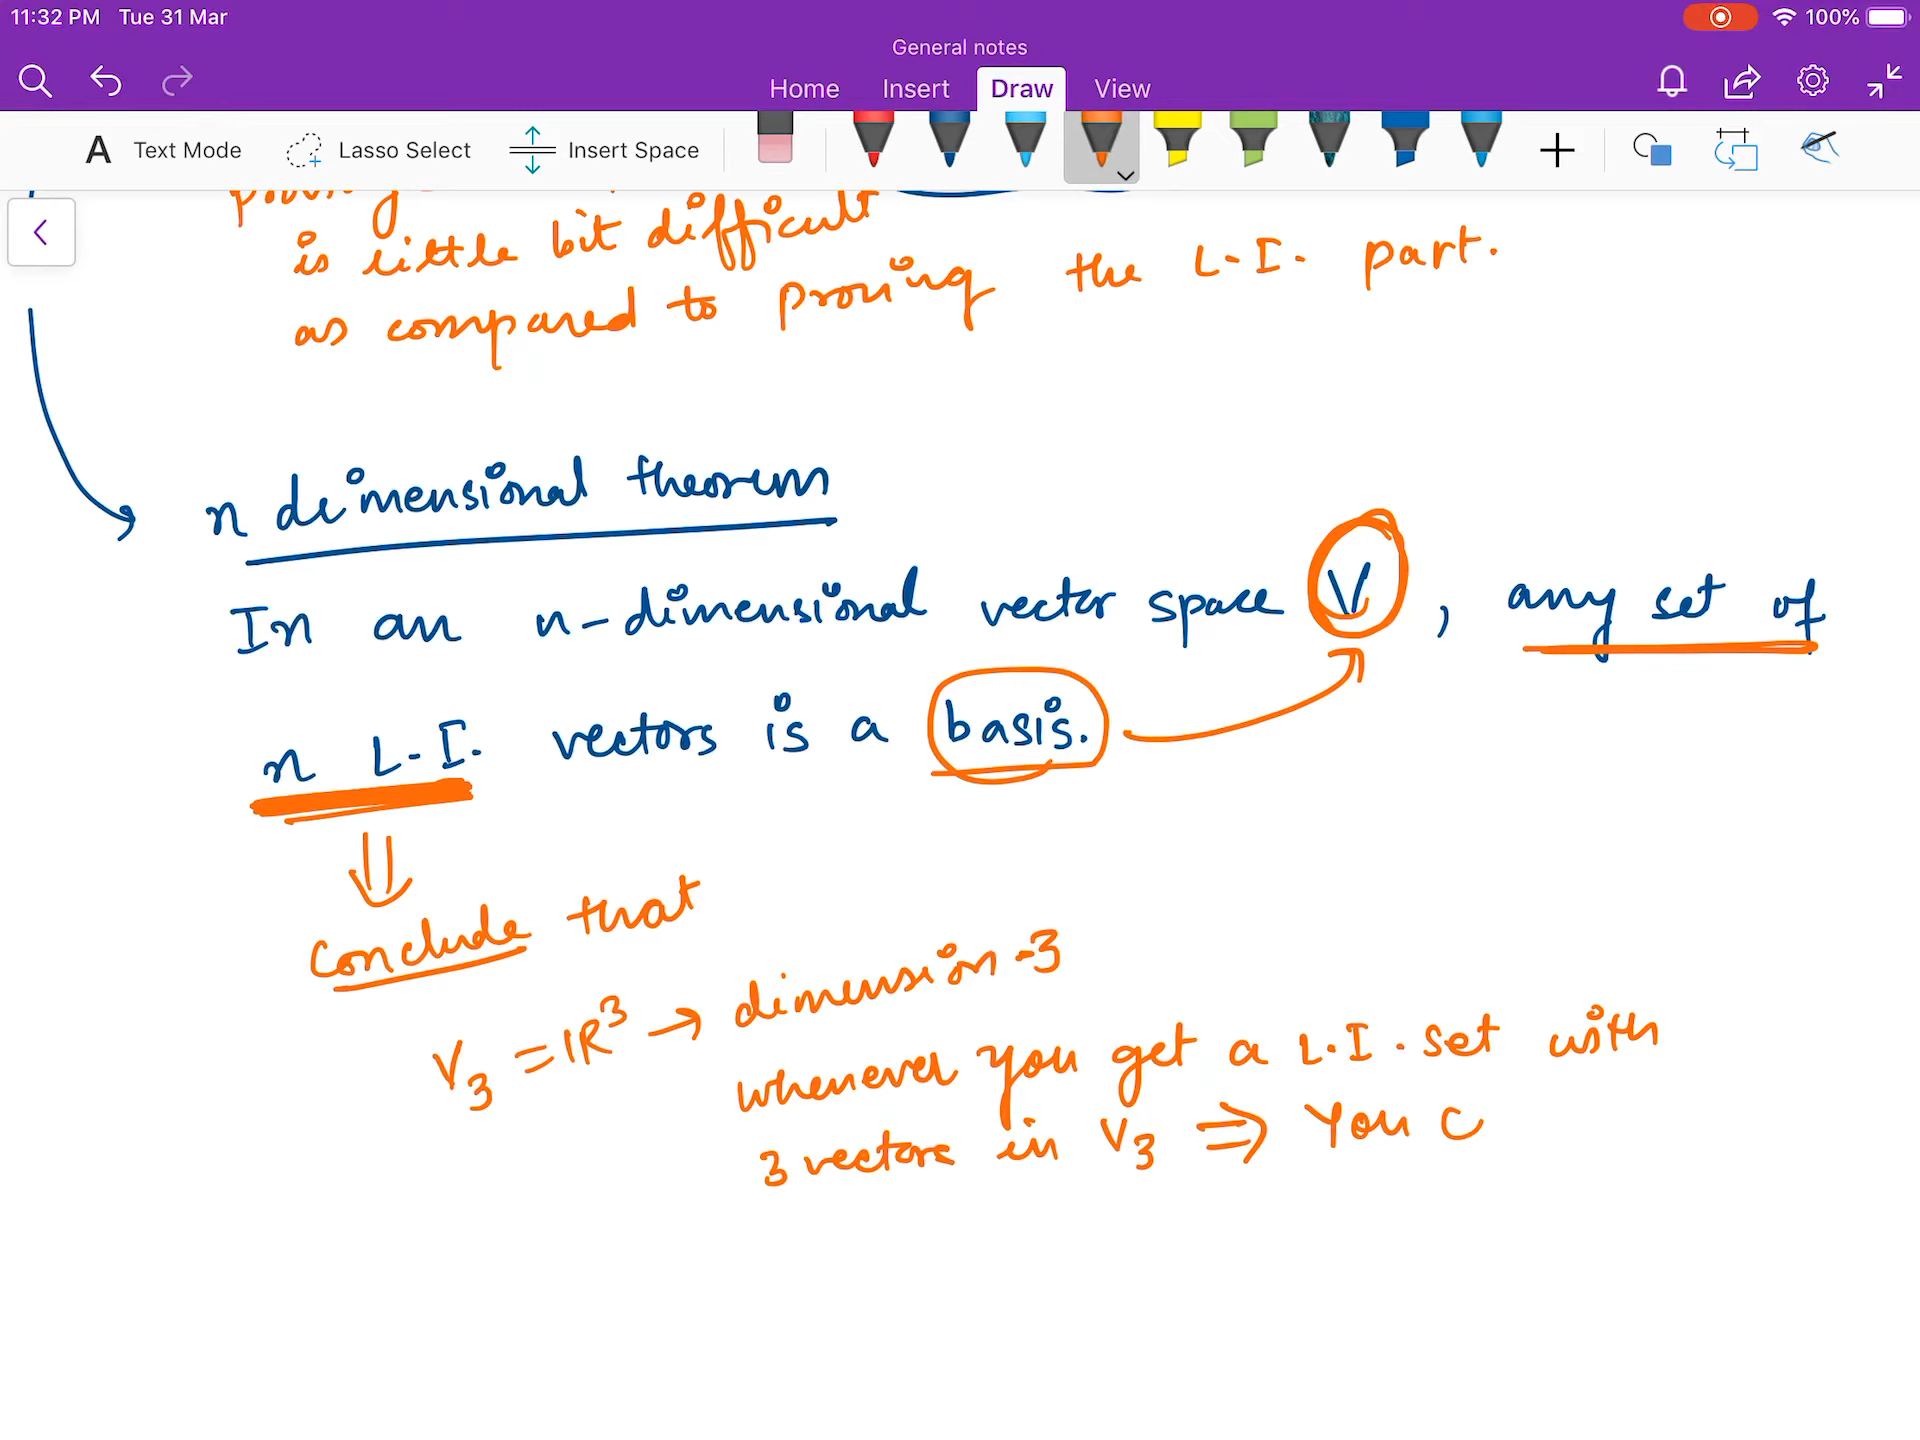 11:32 PM Tue 31 Mar
100%
General notes
Home Insert Draw View
A Text Mode Lasso Select Insert Space
is little bit difficult
as compared to proving the L.I. part.
n dimensional theorem
In an n-dimensional vector space V, any set of
n L.I. vectors is a basis.
Conclude that
V3 = IR³ → dimension-3
whenever you get a L.I. set with
3 vectors in V3 ⇒ You c